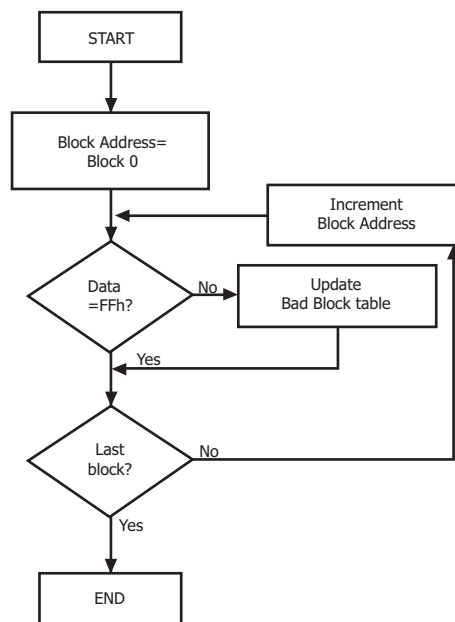 START
Block Address=
Block 0
Increment
Block Address
Data
=FFh?
No
Update
Bad Block table
Yes
Last
block?
No
Yes
END